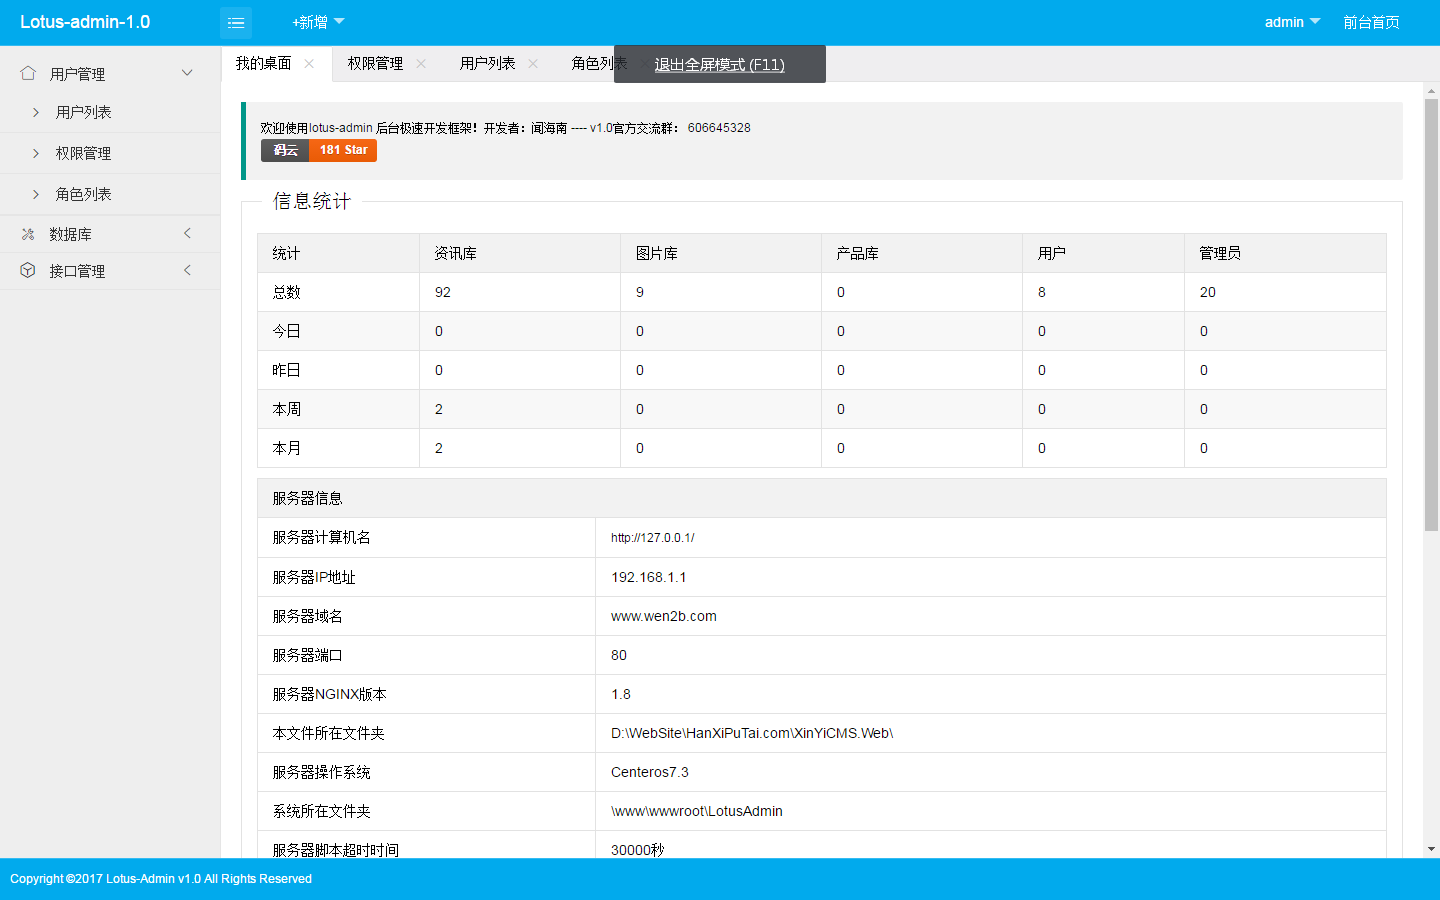 Lotus-admin-1.0 +新增 admin 前台首页
我的桌面 权限管理 用户列表 角色列表 退出全屏模式 (F11)
用户管理
用户列表
权限管理
角色列表
数据库
接口管理
欢迎使用lotus-admin 后台极速开发框架！开发者：闻海南 ---- v1.0官方交流群： 606645328
码云 181 Star
信息统计
统计 资讯库 图片库 产品库 用户 管理员
总数 92 9 0 8 20
今日 0 0 0 0 0
昨日 0 0 0 0 0
本周 2 0 0 0 0
本月 2 0 0 0 0
服务器信息
服务器计算机名 http://127.0.0.1/
服务器IP地址 192.168.1.1
服务器域名 www.wen2b.com
服务器端口 80
服务器NGINX版本 1.8
本文件所在文件夹 D:\WebSite\HanXiPuTai.com\XinYiCMS.Web\
服务器操作系统 Centeros7.3
系统所在文件夹 \www\wwwroot\LotusAdmin
服务器脚本超时时间 30000秒
Copyright ©2017 Lotus-Admin v1.0 All Rights Reserved